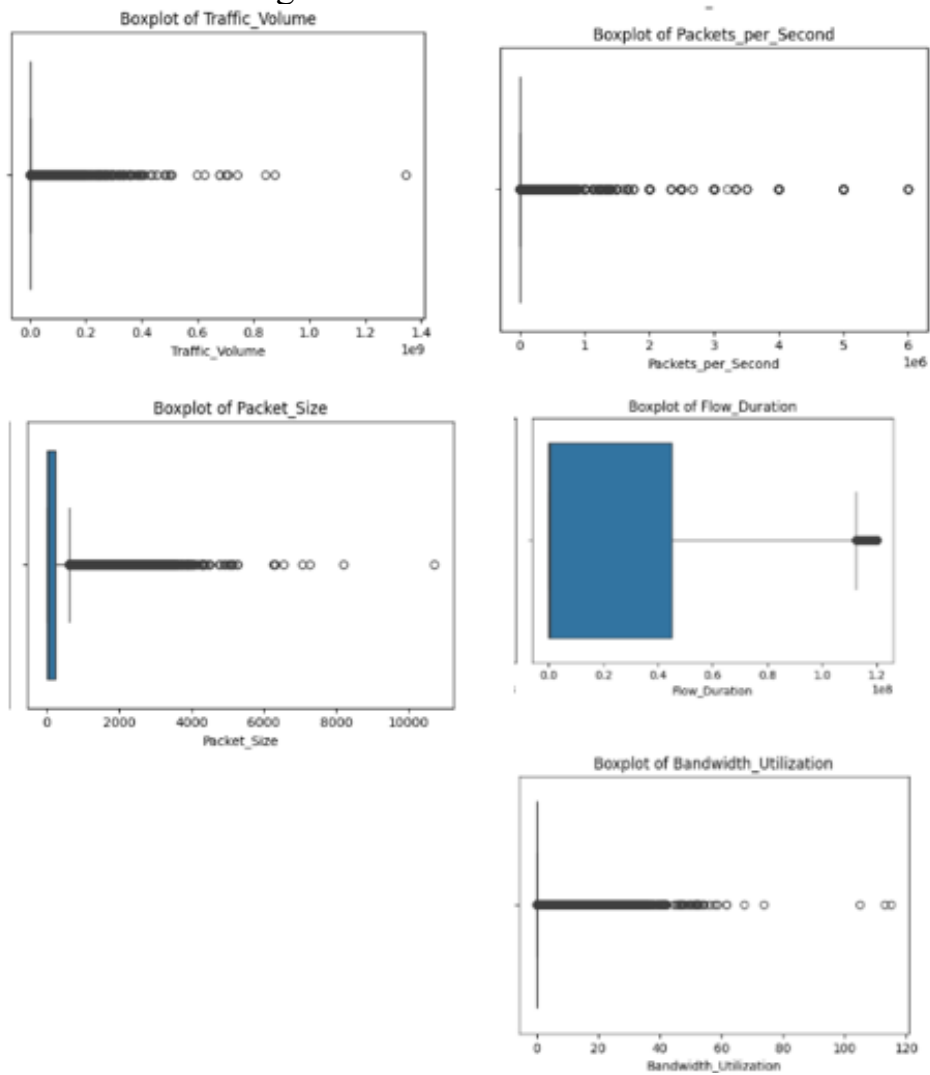 Boxplot of Traffic_Volume
0.0 0.2 0.4 0.6 0.8 1.0 1.2 1.4
1e9
Traffic_Volume
Boxplot of Packets_per_Second
0 1 2 3 4 5 6
1e6
Packets_per_Second
Boxplot of Packet_Size
0 2000 4000 6000 8000 10000
Packet_Size
Boxplot of Flow_Duration
0.0 0.2 0.4 0.6 0.8 1.0 1.2
1e8
Flow_Duration
Boxplot of Bandwidth_Utilization
0 20 40 60 80 100 120
Bandwidth_Utilization